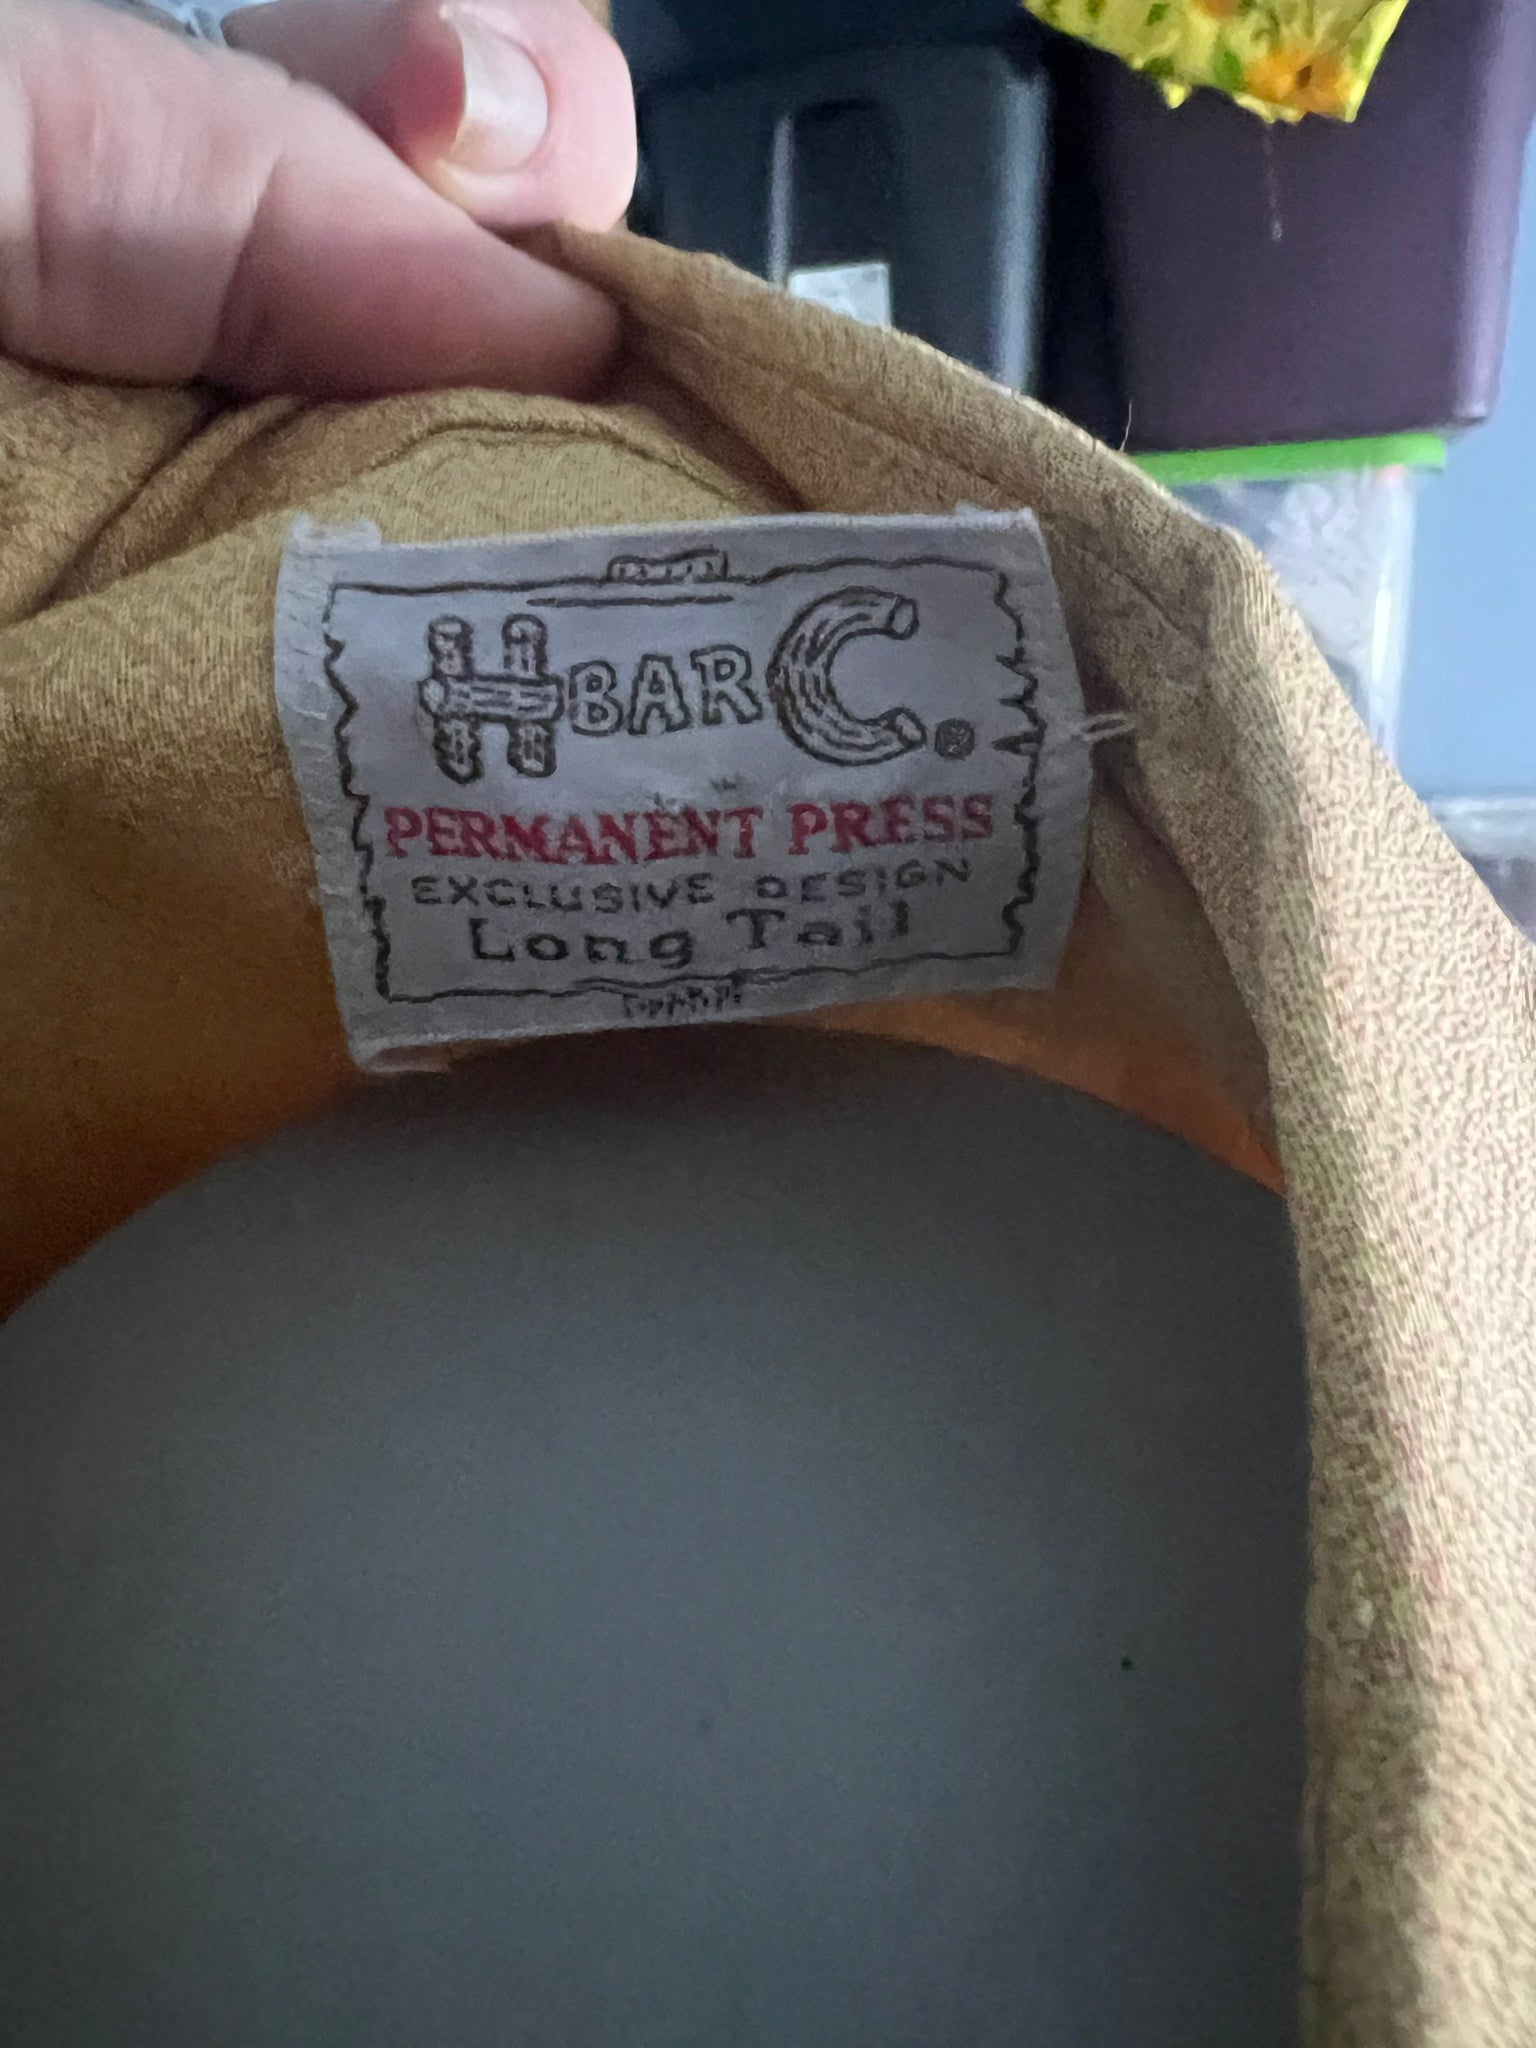 H BAR C ®
PERMANENT PRESS
EXCLUSIVE DESIGN
Long Tail